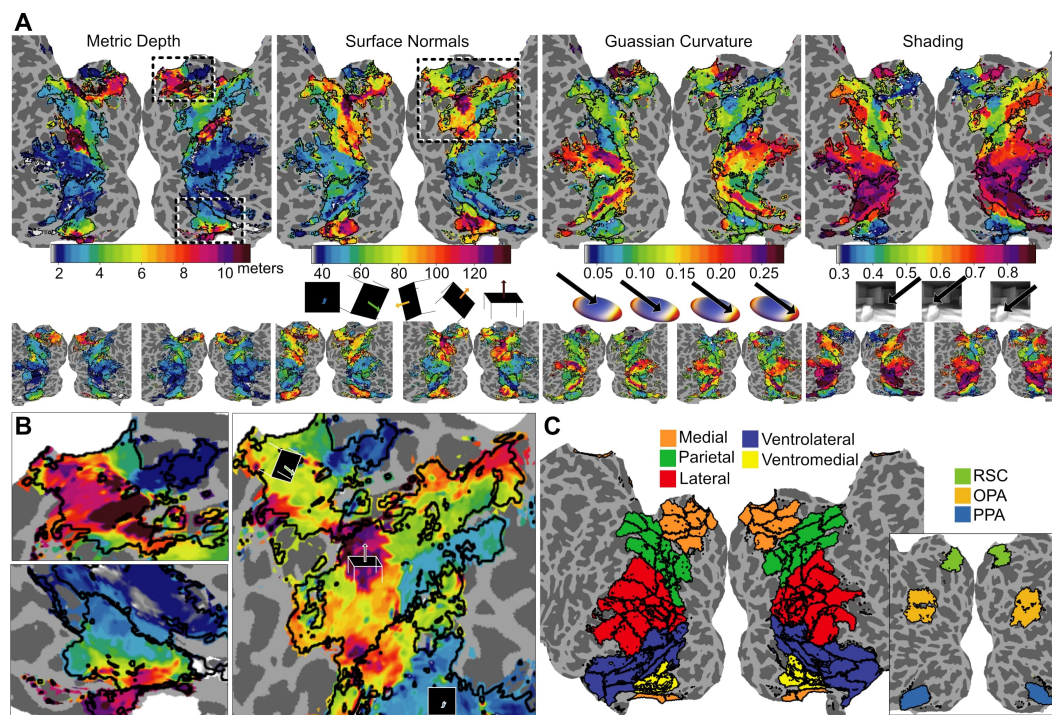 A
Metric Depth
Surface Normals
Guassian Curvature
Shading
2 4 6 8 10 meters
40 60 80 100 120
0.05 0.10 0.15 0.20 0.25
0.3 0.4 0.5 0.6 0.7 0.8
B
C
Medial
Parietal
Lateral
Ventrolateral
Ventromedial
RSC
OPA
PPA